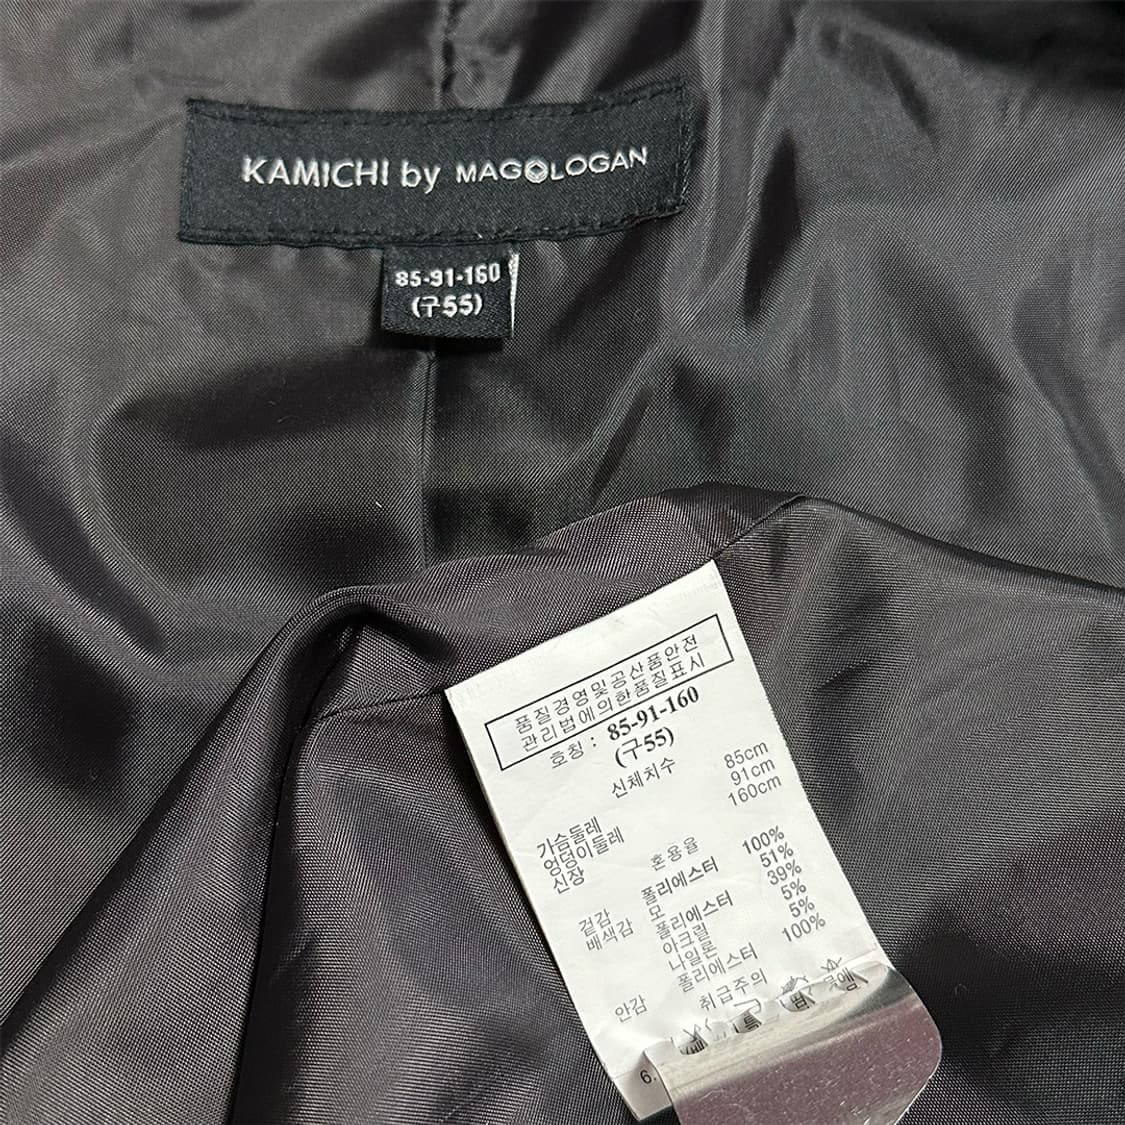 KAMICHI by MAGOLOGAN
85-91-160
(구55)
품질경영및공산품안전
관리법에의한품질표시
호칭 : 85-91-160
(구55)
신체치수
가슴둘레 85cm
엉덩이둘레 91cm
신장 160cm
혼용율
겉감 폴리에스터 100%
배색감 모 51%
폴리에스터 39%
아크릴 5%
나일론 5%
안감 폴리에스터 100%
취급주의
6.